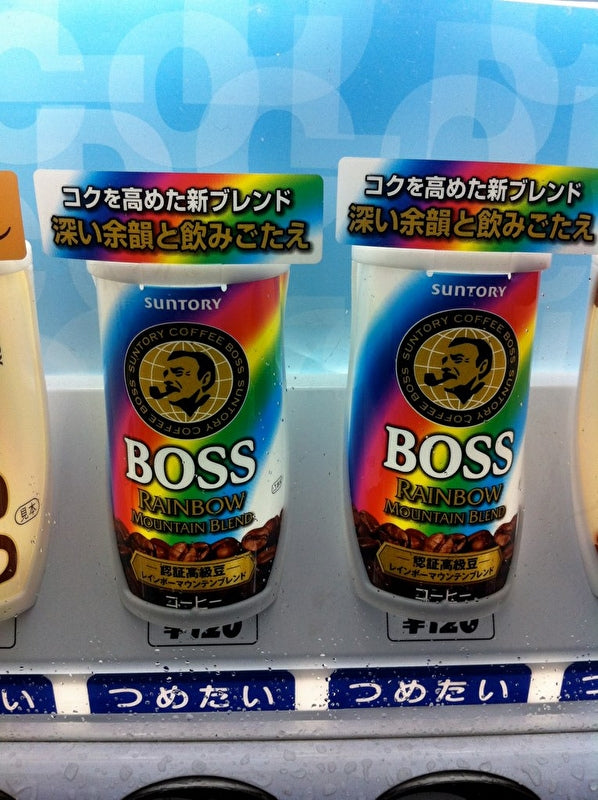 コクを高めた新ブレンド
深い余韻と飲みごたえ
SUNTORY
SUNTORY COFFEE BOSS SUNTORY COFFEE BOSS
BOSS
RAINBOW
MOUNTAIN BLEND
認証高級豆
レインボーマウンテンブレンド
コーヒー
¥120
つめたい
コクを高めた新ブレンド
深い余韻と飲みごたえ
SUNTORY
SUNTORY COFFEE BOSS SUNTORY COFFEE BOSS
BOSS
RAINBOW
MOUNTAIN BLEND
認証高級豆
レインボーマウンテンブレンド
コーヒー
¥120
つめたい
見本
い
つ